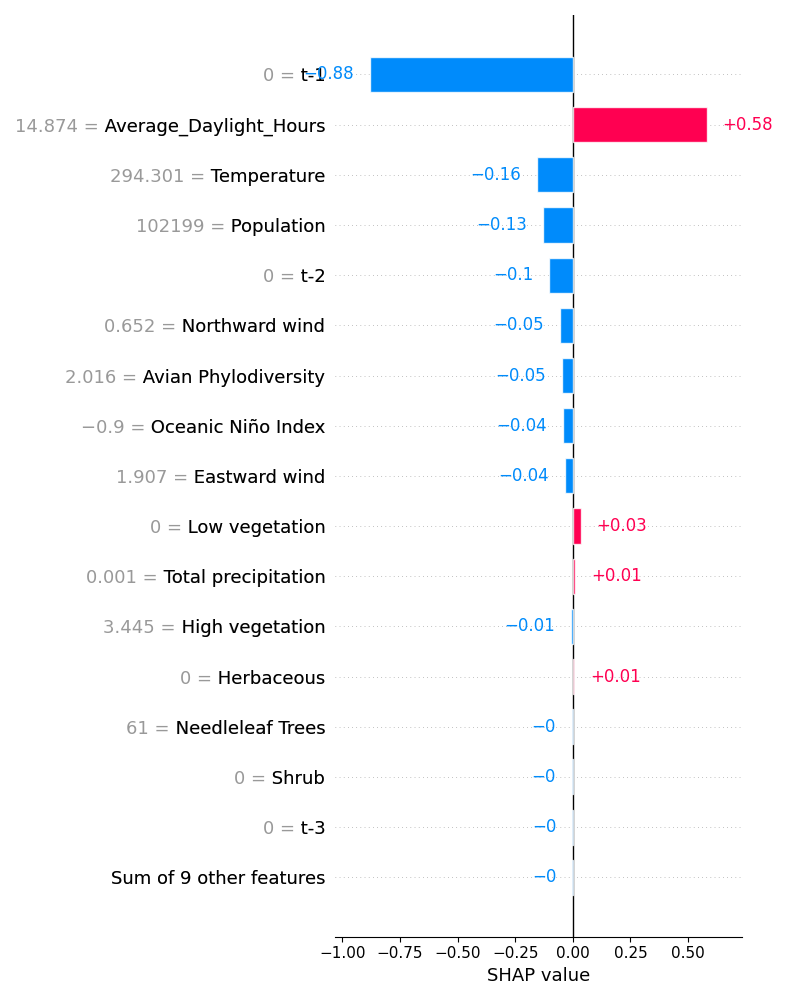 0 = t-1 −0.88
14.874 = Average_Daylight_Hours +0.58
294.301 = Temperature −0.16
102199 = Population −0.13
0 = t-2 −0.1
0.652 = Northward wind −0.05
2.016 = Avian Phylodiversity −0.05
−0.9 = Oceanic Niño Index −0.04
1.907 = Eastward wind −0.04
0 = Low vegetation +0.03
0.001 = Total precipitation +0.01
3.445 = High vegetation −0.01
0 = Herbaceous +0.01
61 = Needleleaf Trees −0
0 = Shrub −0
0 = t-3 −0
Sum of 9 other features −0
−1.00 −0.75 −0.50 −0.25 0.00 0.25 0.50
SHAP value